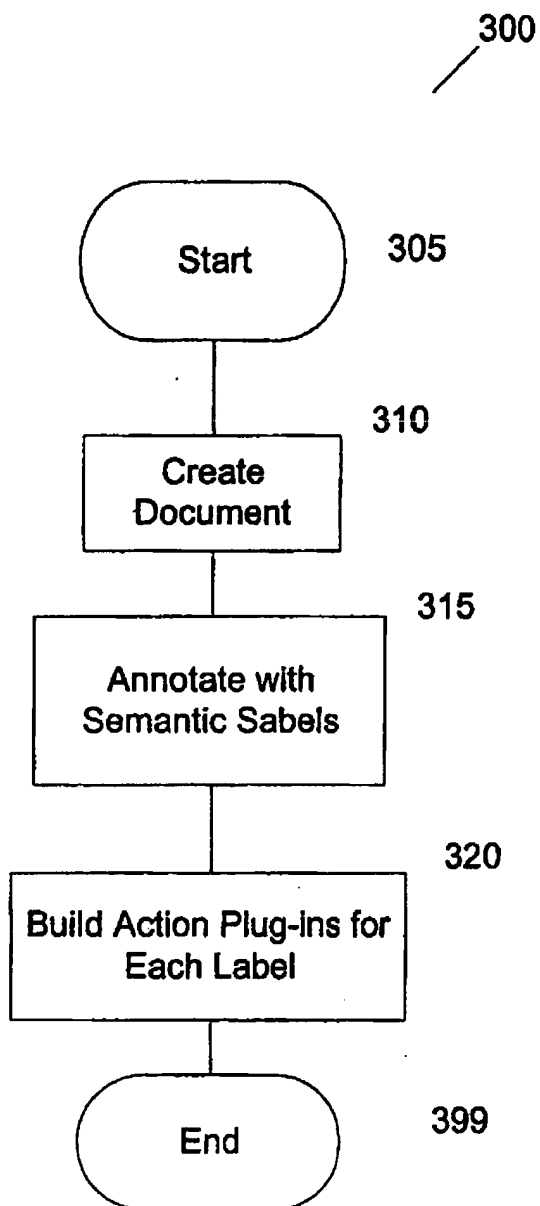 300
Start
305
310
Create
Document
315
Annotate with
Semantic Sabels
320
Build Action Plug-ins for
Each Label
End
399